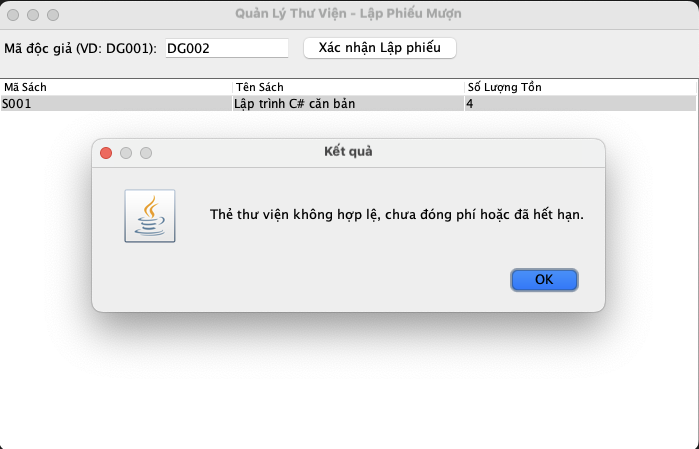 Quản Lý Thư Viện - Lập Phiếu Mượn
Mã độc giả (VD: DG001): DG002 Xác nhận Lập phiếu
Mã Sách Tên Sách Số Lượng Tồn
S001 Lập trình C# căn bản 4
Kết quả
Thẻ thư viện không hợp lệ, chưa đóng phí hoặc đã hết hạn.
OK